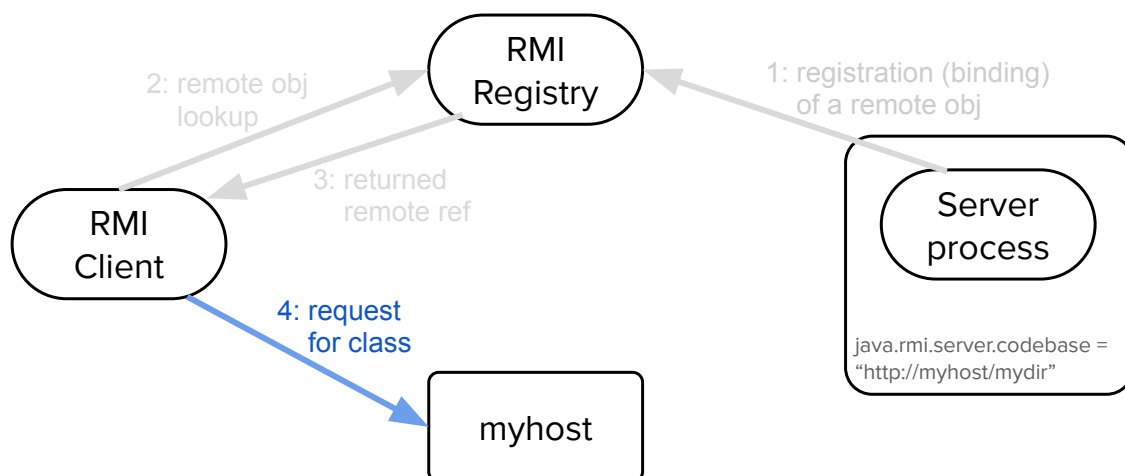 RMI
Registry
2: remote obj
lookup
1: registration (binding)
of a remote obj
3: returned
remote ref
RMI
Client
Server
process
4: request
for class
java.rmi.server.codebase =
“http://myhost/mydir”
myhost